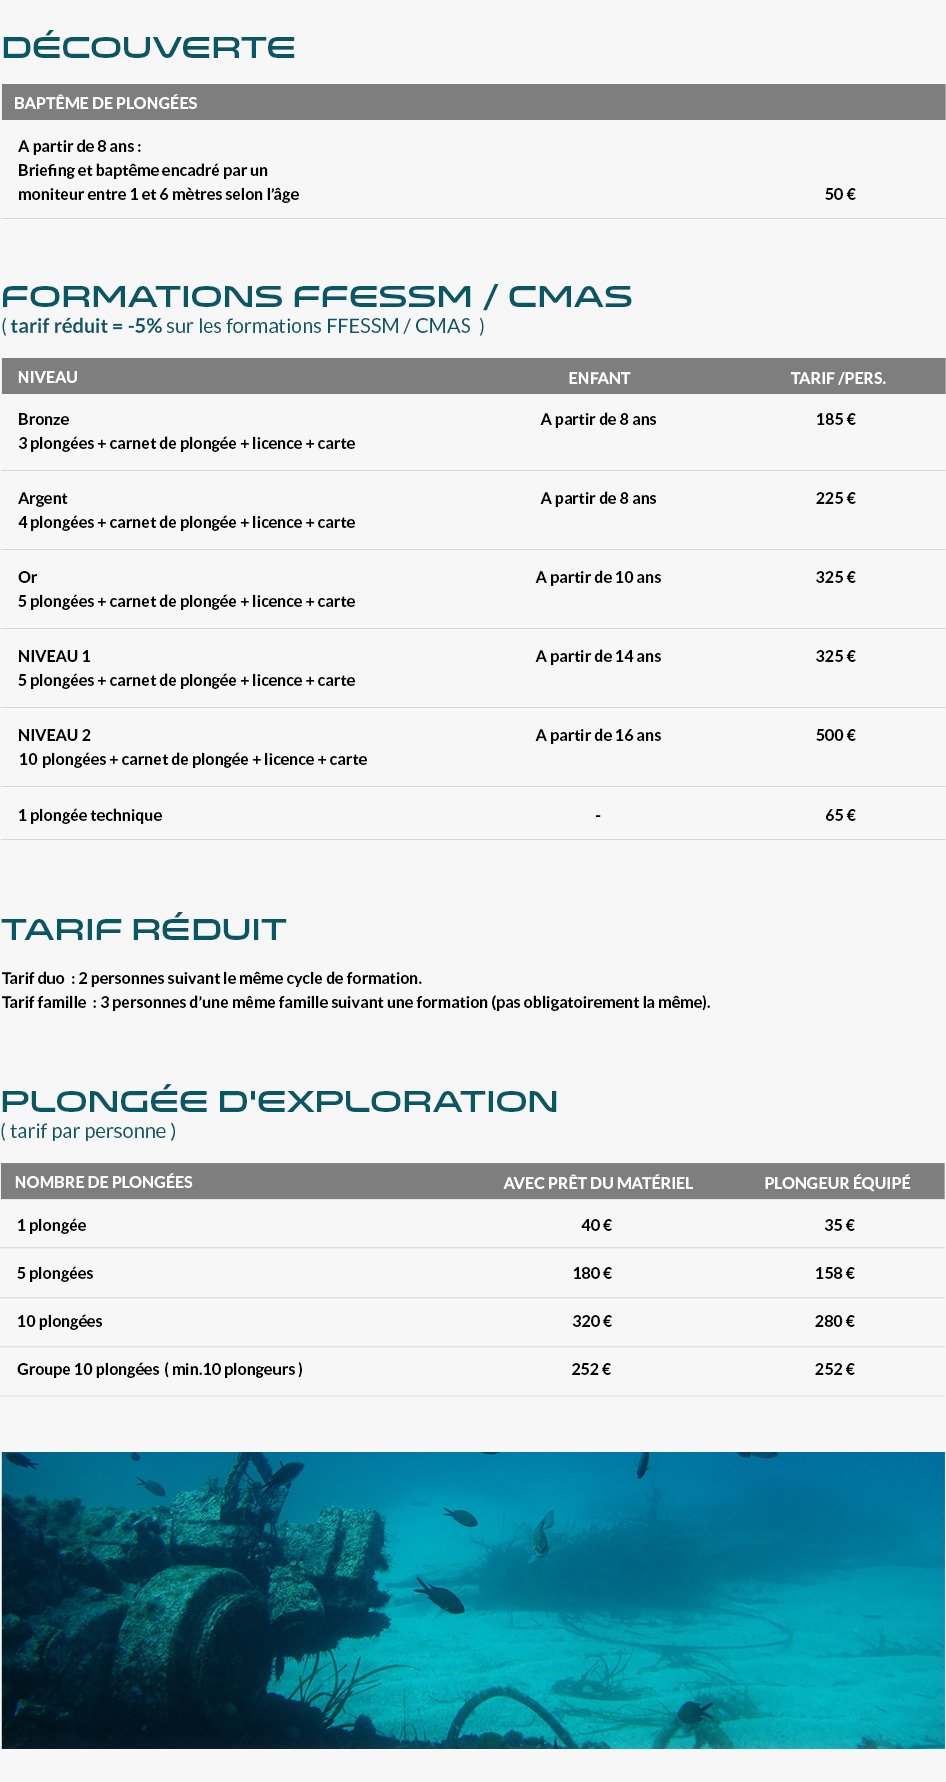 DÉCOUVERTE
BAPTÊME DE PLONGÉES
A partir de 8 ans :
Briefing et baptême encadré par un
moniteur entre 1 et 6 mètres selon l'âge 50 €
FORMATIONS FFESSM / CMAS
( tarif réduit = -5% sur les formations FFESSM / CMAS )
NIVEAU ENFANT TARIF /PERS.
Bronze A partir de 8 ans 185 €
3 plongées + carnet de plongée + licence + carte
Argent A partir de 8 ans 225 €
4 plongées + carnet de plongée + licence + carte
Or A partir de 10 ans 325 €
5 plongées + carnet de plongée + licence + carte
NIVEAU 1 A partir de 14 ans 325 €
5 plongées + carnet de plongée + licence + carte
NIVEAU 2 A partir de 16 ans 500 €
10 plongées + carnet de plongée + licence + carte
1 plongée technique - 65 €
TARIF RÉDUIT
Tarif duo : 2 personnes suivant le même cycle de formation.
Tarif famille : 3 personnes d'une même famille suivant une formation (pas obligatoirement la même).
PLONGÉE D'EXPLORATION
( tarif par personne )
NOMBRE DE PLONGÉES AVEC PRÊT DU MATÉRIEL PLONGEUR ÉQUIPÉ
1 plongée 40 € 35 €
5 plongées 180 € 158 €
10 plongées 320 € 280 €
Groupe 10 plongées ( min.10 plongeurs ) 252 € 252 €